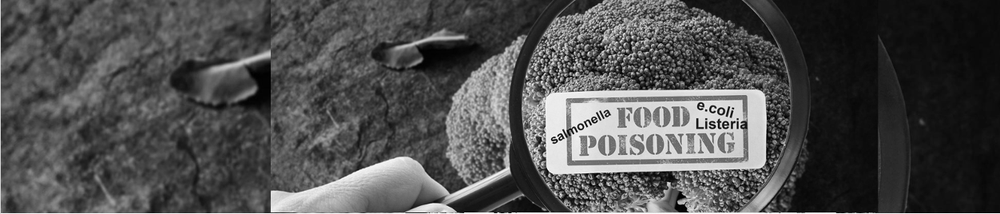 salmonella
FOOD
e.coli
Listeria
POISONING